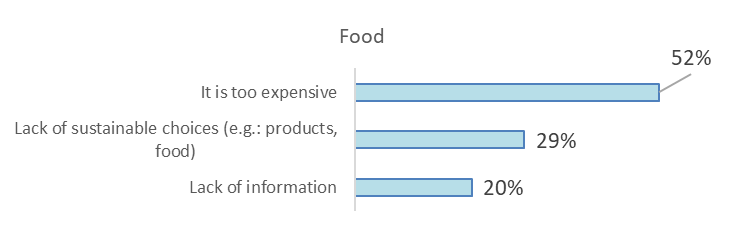 Food
52%
It is too expensive
Lack of sustainable choices (e.g.: products,
food)
29%
Lack of information
20%